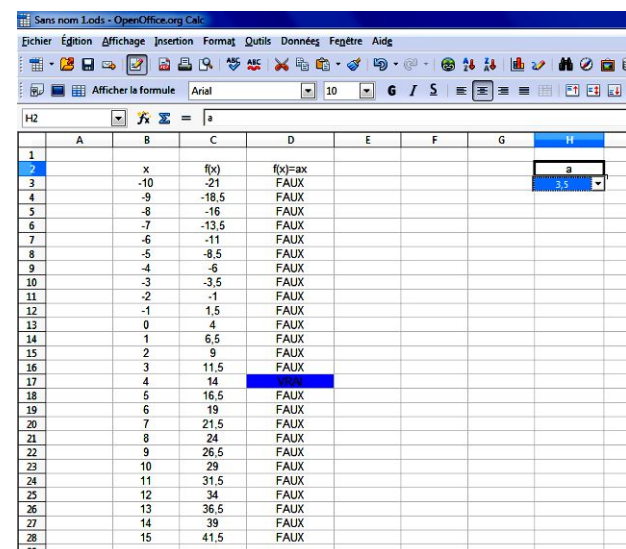 Sans nom 1.ods - OpenOffice.org Calc
Fichier Édition Affichage Insertion Format Outils Données Fenêtre Aide
ABC ABC
Afficher la formule Arial 10 G I S
H2 = a
A B C D E F G H
1
2 x f(x) f(x)=ax a
3 -10 -21 FAUX 3,5
4 -9 -18,5 FAUX
5 -8 -16 FAUX
6 -7 -13,5 FAUX
7 -6 -11 FAUX
8 -5 -8,5 FAUX
9 -4 -6 FAUX
10 -3 -3,5 FAUX
11 -2 -1 FAUX
12 -1 1,5 FAUX
13 0 4 FAUX
14 1 6,5 FAUX
15 2 9 FAUX
16 3 11,5 FAUX
17 4 14 VRAI
18 5 16,5 FAUX
19 6 19 FAUX
20 7 21,5 FAUX
21 8 24 FAUX
22 9 26,5 FAUX
23 10 29 FAUX
24 11 31,5 FAUX
25 12 34 FAUX
26 13 36,5 FAUX
27 14 39 FAUX
28 15 41,5 FAUX